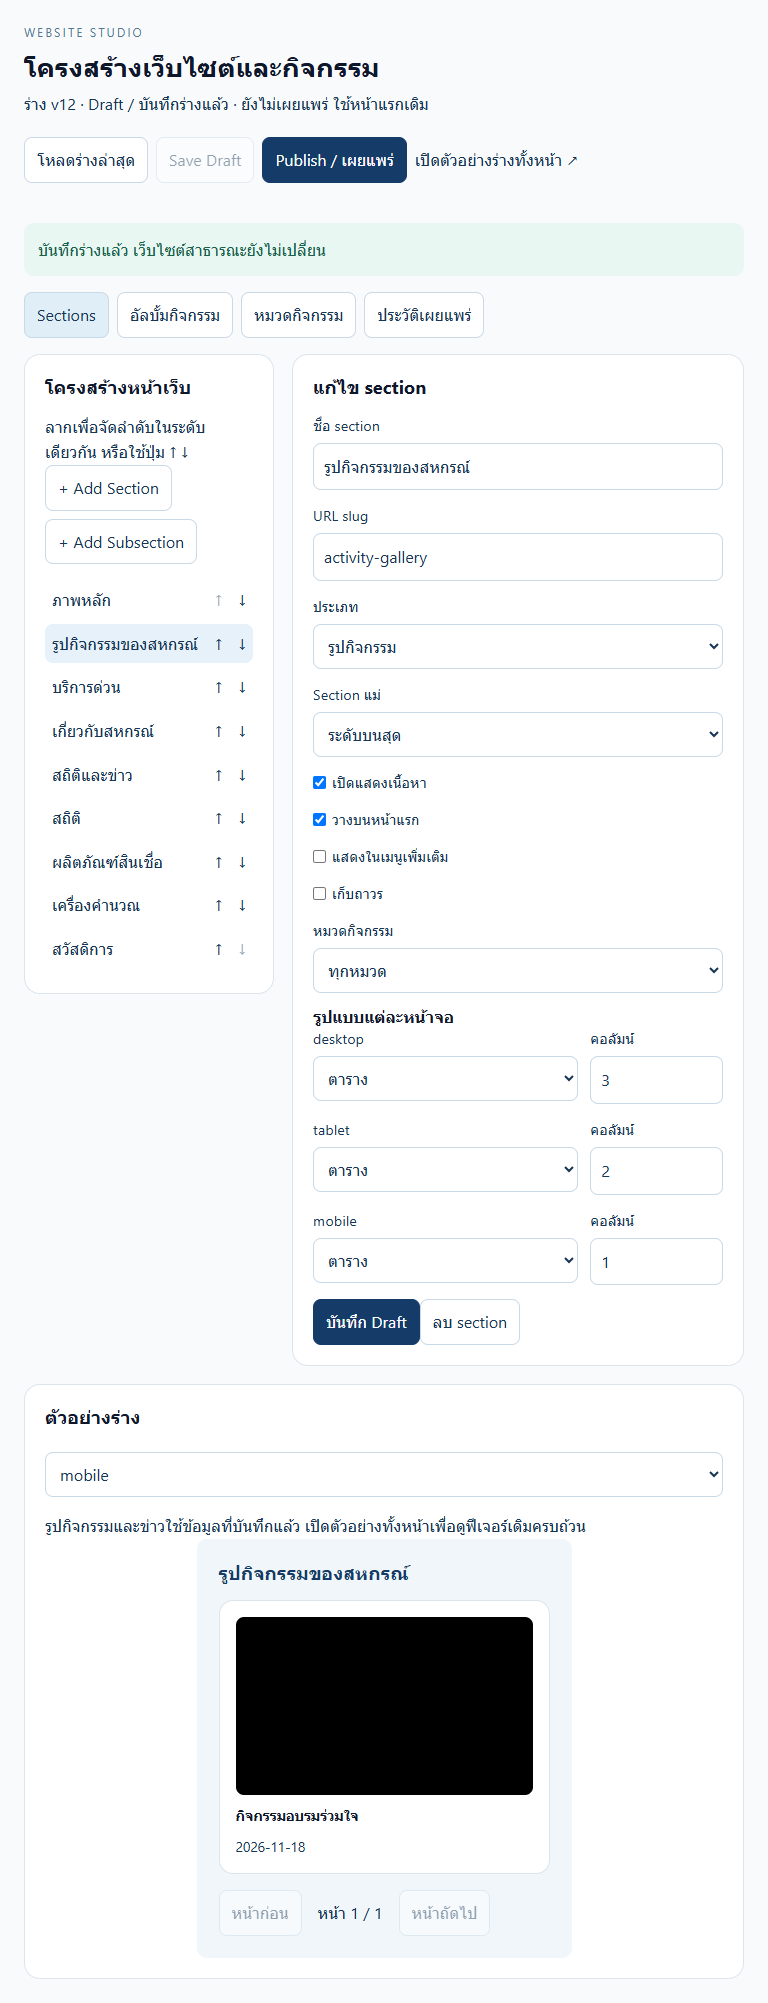 WEBSITE STUDIO
โครงสร้างเว็บไซต์และกิจกรรม
ร่าง v12 · Draft / บันทึกร่างแล้ว · ยังไม่เผยแพร่ ใช้หน้าแรกเดิม
โหลดร่างล่าสุด
Save Draft
Publish / เผยแพร่
เปิดตัวอย่างร่างทั้งหน้า ↗
บันทึกร่างแล้ว เว็บไซต์สาธารณะยังไม่เปลี่ยน
Sections
อัลบั้มกิจกรรม
หมวดกิจกรรม
ประวัติเผยแพร่
โครงสร้างหน้าเว็บ
ลากเพื่อจัดลำดับในระดับ
เดียวกัน หรือใช้ปุ่ม ↑↓
+ Add Section
+ Add Subsection
ภาพหลัก ↑ ↓
รูปกิจกรรมของสหกรณ์ ↑ ↓
บริการด่วน ↑ ↓
เกี่ยวกับสหกรณ์ ↑ ↓
สถิติและข่าว ↑ ↓
สถิติ ↑ ↓
ผลิตภัณฑ์สินเชื่อ ↑ ↓
เครื่องคำนวณ ↑ ↓
สวัสดิการ ↑ ↓
แก้ไข section
ชื่อ section
รูปกิจกรรมของสหกรณ์
URL slug
activity-gallery
ประเภท
รูปกิจกรรม
Section แม่
ระดับบนสุด
เปิดแสดงเนื้อหา
วางบนหน้าแรก
แสดงในเมนูเพิ่มเติม
เก็บถาวร
หมวดกิจกรรม
ทุกหมวด
รูปแบบแต่ละหน้าจอ
desktop คอลัมน์
ตาราง 3
tablet คอลัมน์
ตาราง 2
mobile คอลัมน์
ตาราง 1
บันทึก Draft
ลบ section
ตัวอย่างร่าง
mobile
รูปกิจกรรมและข่าวใช้ข้อมูลที่บันทึกแล้ว เปิดตัวอย่างทั้งหน้าเพื่อดูฟีเจอร์เดิมครบถ้วน
รูปกิจกรรมของสหกรณ์
กิจกรรมอบรมร่วมใจ
2026-11-18
หน้าก่อน
หน้า 1 / 1
หน้าถัดไป